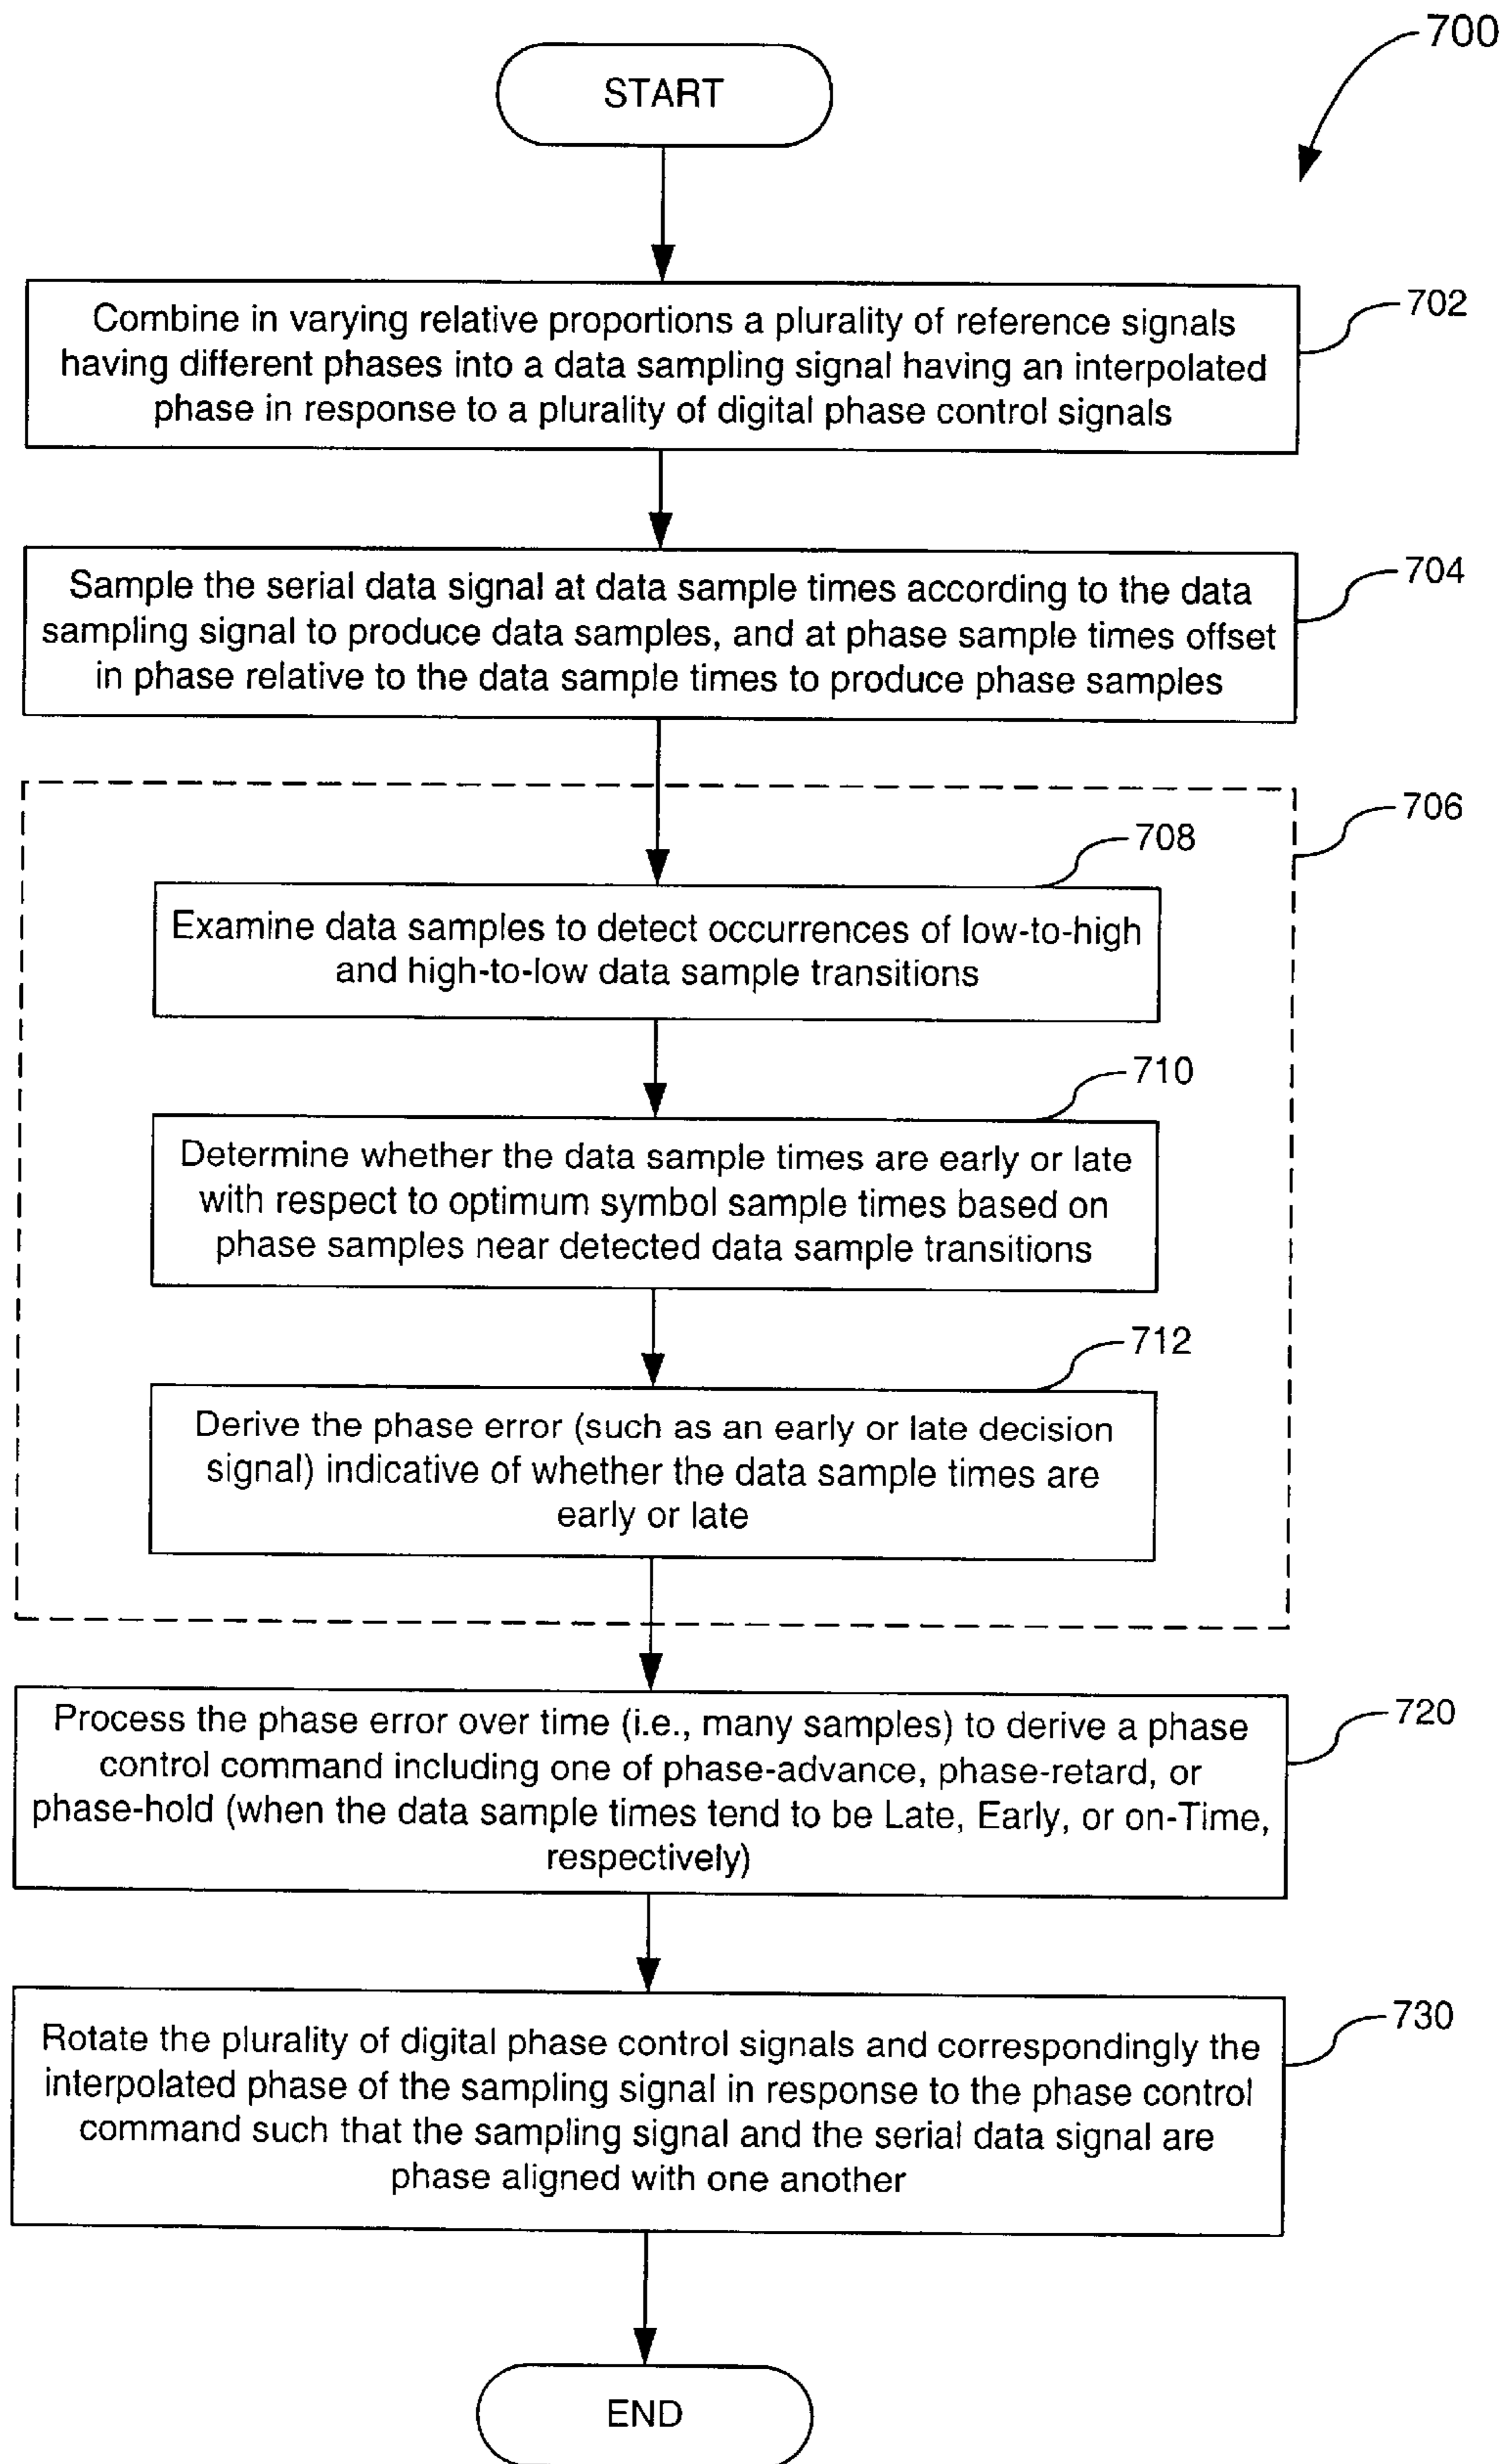 700
START
702
Combine in varying relative proportions a plurality of reference signals
having different phases into a data sampling signal having an interpolated
phase in response to a plurality of digital phase control signals
704
Sample the serial data signal at data sample times according to the data
sampling signal to produce data samples, and at phase sample times offset
in phase relative to the data sample times to produce phase samples
706
708
Examine data samples to detect occurrences of low-to-high
and high-to-low data sample transitions
710
Determine whether the data sample times are early or late
with respect to optimum symbol sample times based on
phase samples near detected data sample transitions
712
Derive the phase error (such as an early or late decision
signal) indicative of whether the data sample times are
early or late
720
Process the phase error over time (i.e., many samples) to derive a phase
control command including one of phase-advance, phase-retard, or
phase-hold (when the data sample times tend to be Late, Early, or on-Time,
respectively)
730
Rotate the plurality of digital phase control signals and correspondingly the
interpolated phase of the sampling signal in response to the phase control
command such that the sampling signal and the serial data signal are
phase aligned with one another
END